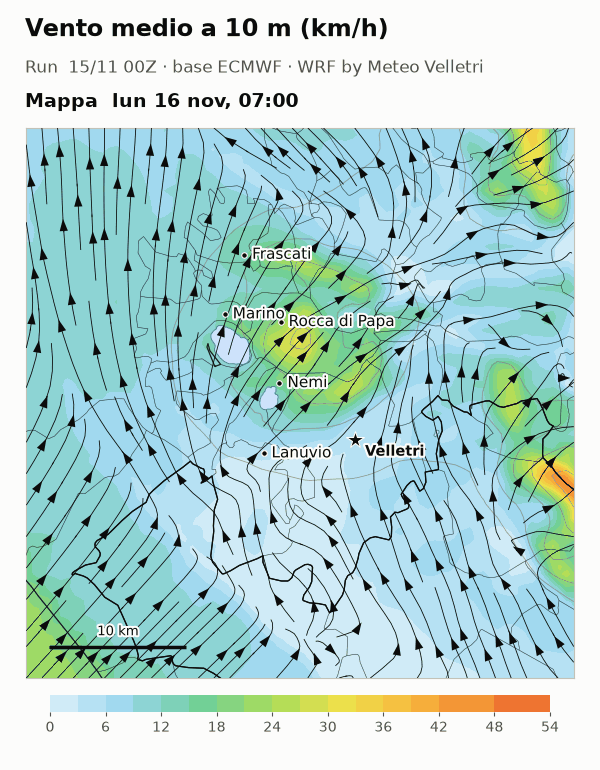 Vento medio a 10 m (km/h)
Run  15/11 00Z · base ECMWF · WRF by Meteo Velletri
Mappa  lun 16 nov, 07:00
Frascati
Marino
Rocca di Papa
Nemi
Velletri
Lanuvio
10 km
0 6 12 18 24 30 36 42 48 54